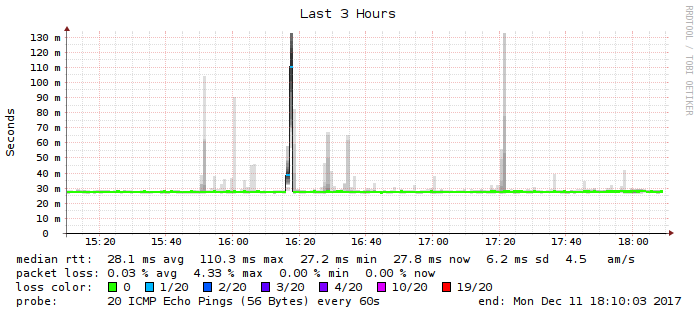 Last 3 Hours
RRDTOOL / TOBI OETIKER
Seconds
130 m
120 m
110 m
100 m
90 m
80 m
70 m
60 m
50 m
40 m
30 m
20 m
10 m
0
15:20 15:40 16:00 16:20 16:40 17:00 17:20 17:40 18:00
median rtt: 28.1 ms avg 110.3 ms max 27.2 ms min 27.8 ms now 6.2 ms sd 4.5 am/s
packet loss: 0.03 % avg 4.33 % max 0.00 % min 0.00 % now
loss color: 0 1/20 2/20 3/20 4/20 10/20 19/20
probe: 20 ICMP Echo Pings (56 Bytes) every 60s end: Mon Dec 11 18:10:03 2017